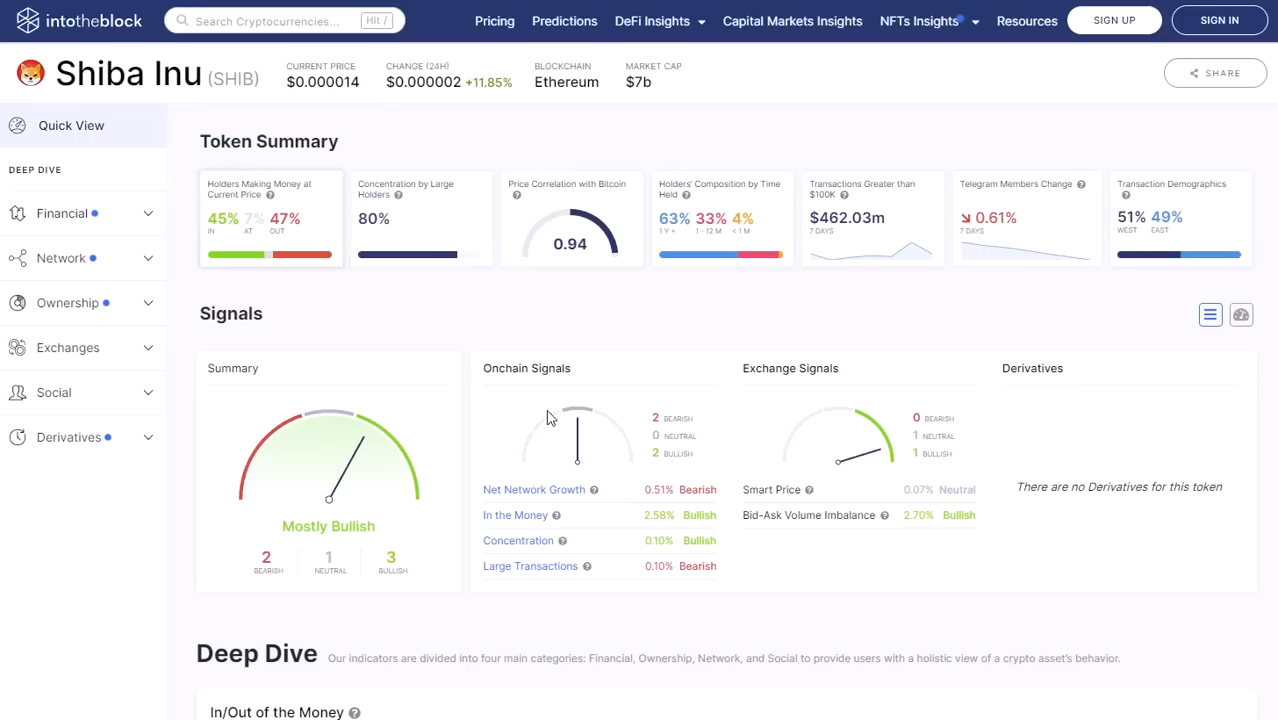 intotheblock
Search Cryptocurrencies...
Hit /
Pricing
Predictions
DeFi Insights
Capital Markets Insights
NFTs Insights
Resources
SIGN UP
SIGN IN
Shiba Inu (SHIB)
CURRENT PRICE
$0.000014
CHANGE (24H)
$0.000002 +11.85%
BLOCKCHAIN
Ethereum
MARKET CAP
$7b
SHARE
Quick View
DEEP DIVE
Financial
Network
Ownership
Exchanges
Social
Derivatives
Token Summary
Holders Making Money at
Current Price ?
45% 7% 47%
IN AT OUT
Concentration by Large
Holders ?
80%
Price Correlation with Bitcoin
?
0.94
Holders' Composition by Time
Held ?
63% 33% 4%
1 Y + 1 - 12 M < 1 M
Transactions Greater than
$100K ?
$462.03m
7 DAYS
Telegram Members Change ?
0.61%
7 DAYS
Transaction Demographics
?
51% 49%
WEST EAST
Signals
Summary
Mostly Bullish
2 1 3
BEARISH NEUTRAL BULLISH
Onchain Signals
2 BEARISH
0 NEUTRAL
2 BULLISH
Net Network Growth ? 0.51% Bearish
In the Money ? 2.58% Bullish
Concentration ? 0.10% Bullish
Large Transactions ? 0.10% Bearish
Exchange Signals
0 BEARISH
1 NEUTRAL
1 BULLISH
Smart Price ? 0.07% Neutral
Bid-Ask Volume Imbalance ? 2.70% Bullish
Derivatives
There are no Derivatives for this token
Deep Dive
Our indicators are divided into four main categories: Financial, Ownership, Network, and Social to provide users with a holistic view of a crypto asset's behavior.
In/Out of the Money ?